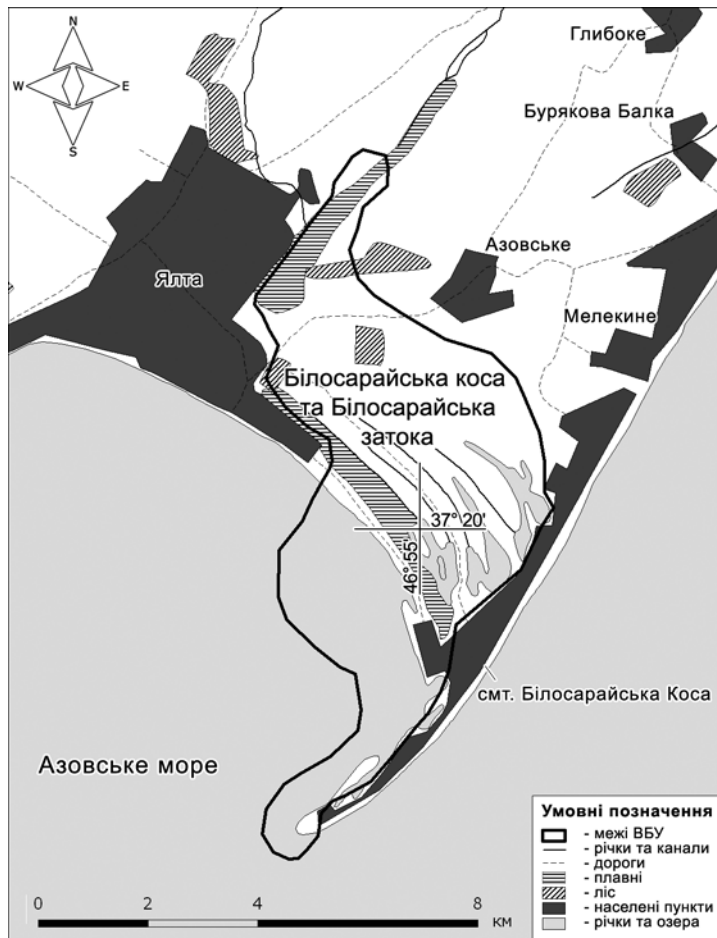 N
W E
S
Глибоке
Бурякова Балка
Азовське
Ялта
Мелекине
Білосарайська коса
та Білосарайська
затока
37° 20'
46° 55'
смт. Білосарайська Коса
Азовське море
Умовні позначення
- межі ВБУ
- річки та канали
- дороги
- плавні
- ліс
- населені пункти
- річки та озера
0 2 4 8
км